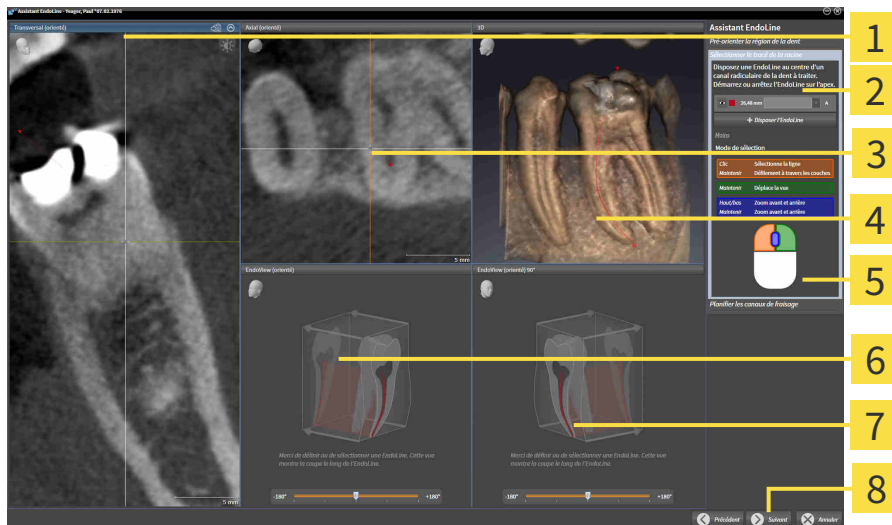 Assistant EndoLine - Yeager, Paul *07.02.1976
Transversal (orienté)
Axial (orienté)
3D
5 mm
5 mm
EndoView (orienté)
EndoView (orienté) 90°
Merci de définir ou de sélectionner une EndoLine. Cette vue
montre la coupe le long de l'EndoLine.
Merci de définir ou de sélectionner une EndoLine. Cette vue
montre la coupe le long de l'EndoLine.
-180° +180°
-180° +180°
Assistant EndoLine
Pré-orienter la région de la dent
Sélectionner le tracé de la racine
Disposez une EndoLine au centre d'un
canal radiculaire de la dent à traiter.
Démarrez ou arrêtez l'EndoLine sur l'apex.
26,48 mm A
+ Disposer l'EndoLine
Mains
Mode de sélection
Clic Sélectionne la ligne
Maintenir Défilement à travers les couches
Maintenir Déplace la vue
Haut/bas Zoom avant et arrière
Maintenir Zoom avant et arrière
Planifier les canaux de fraisage
Précédent Suivant Annuler
1
2
3
4
5
6
7
8